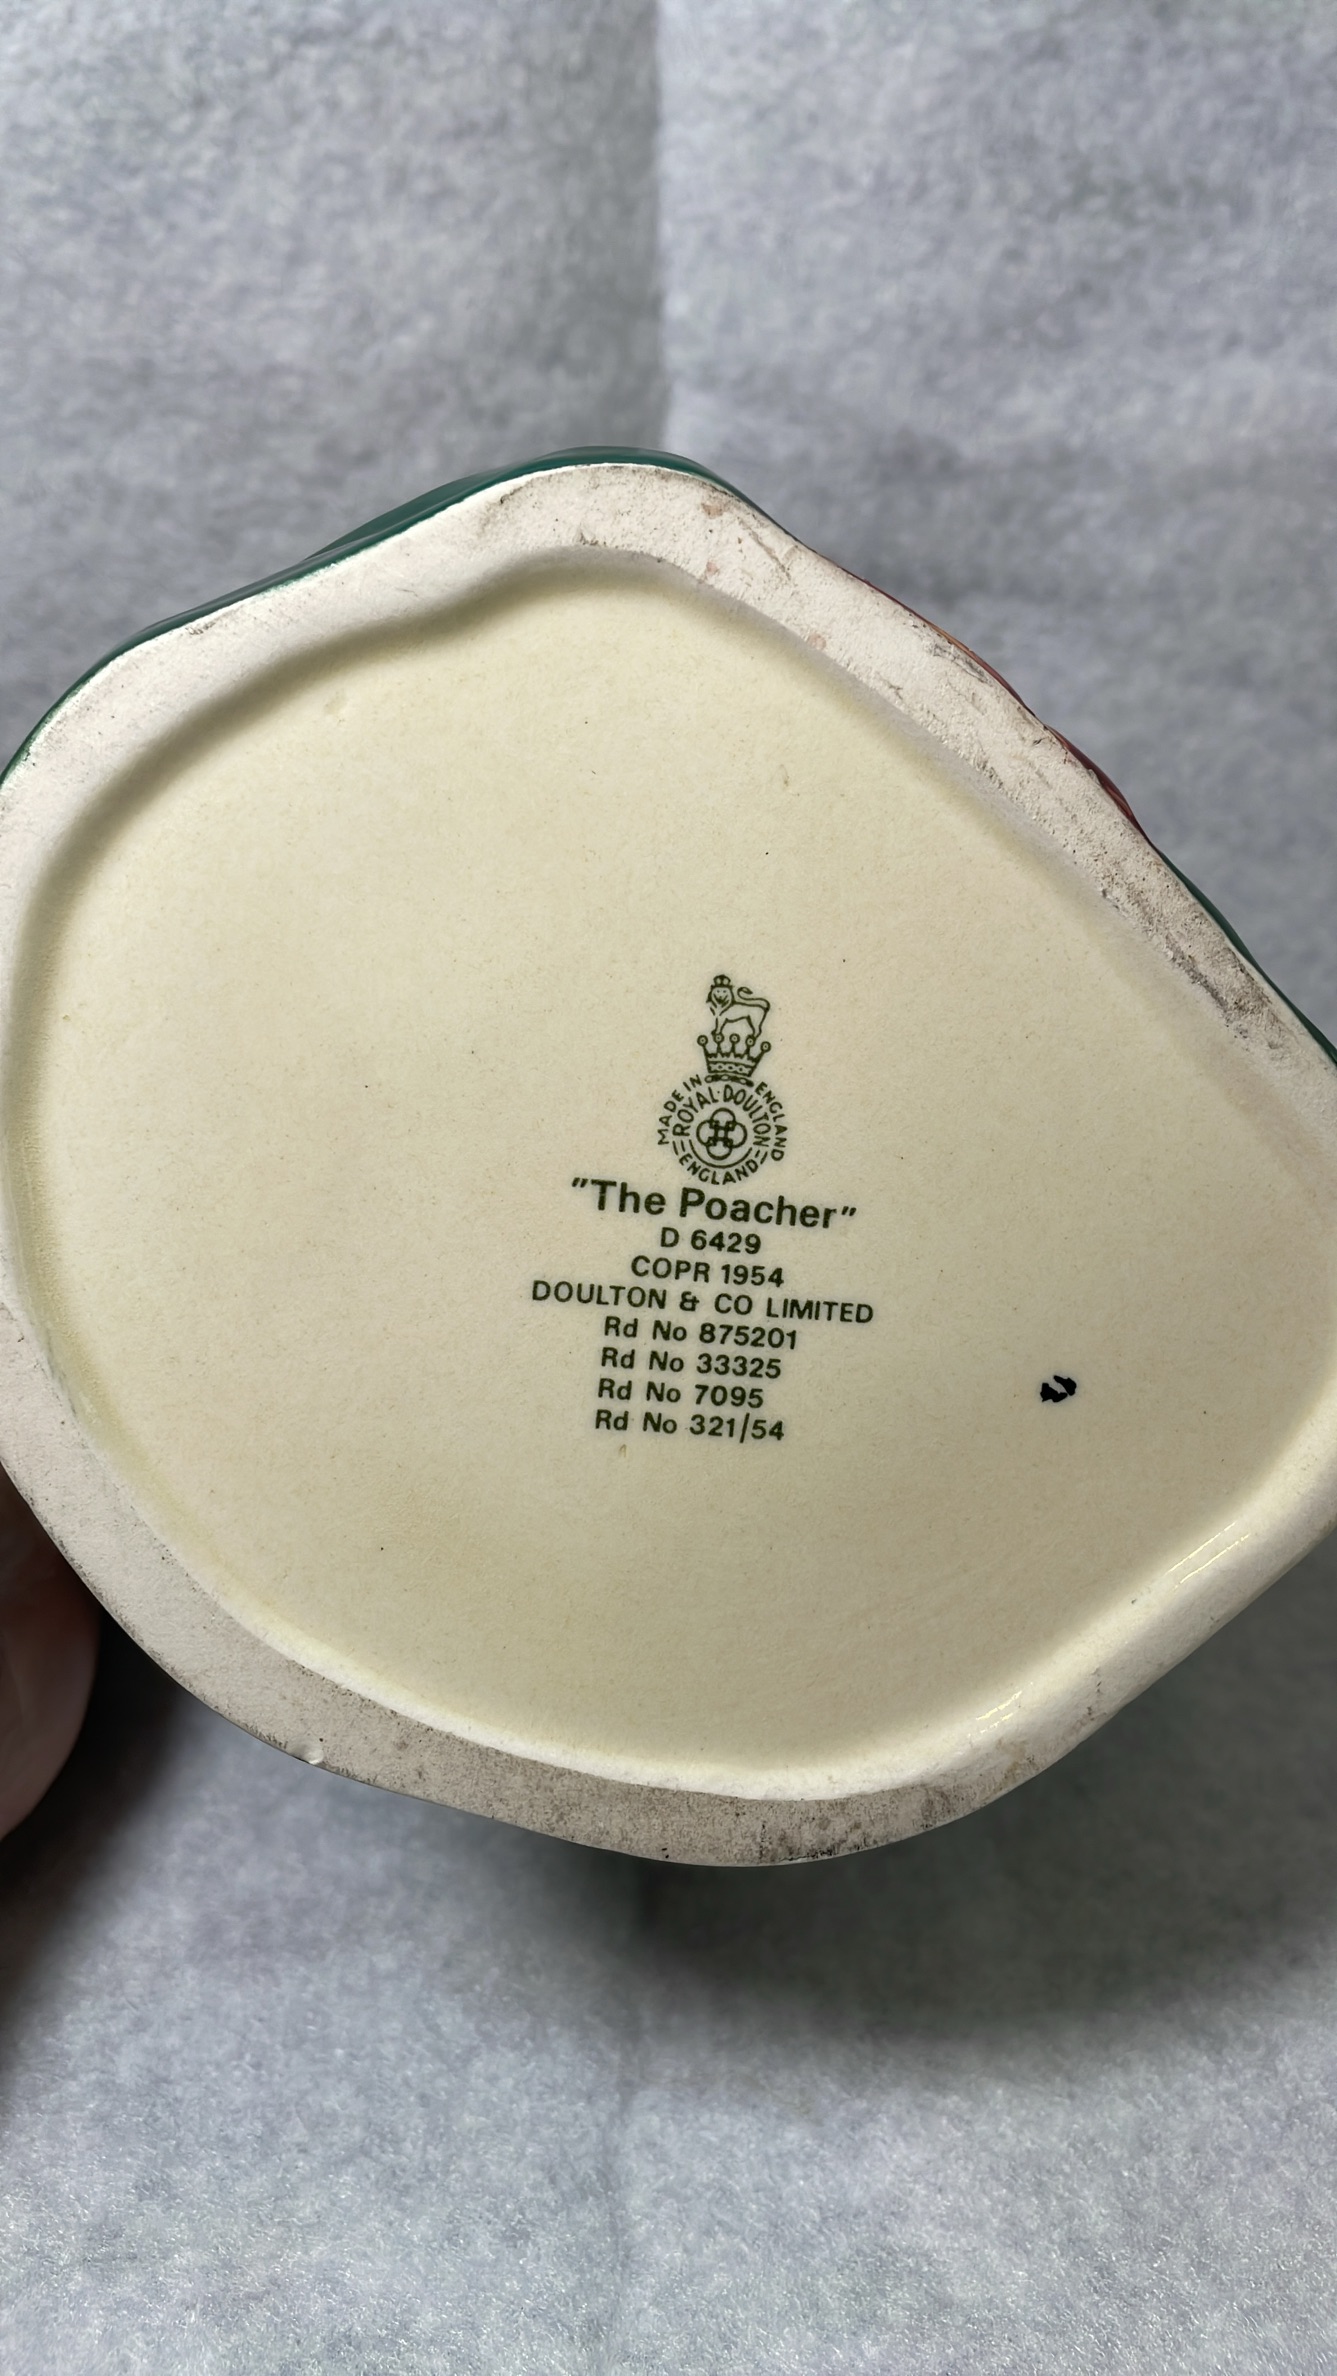 MADE IN ENGLAND
ROYAL·DOULTON
ENGLAND
"The Poacher"
D 6429
COPR 1954
DOULTON & CO LIMITED
Rd No 875201
Rd No 33325
Rd No 7095
Rd No 321/54